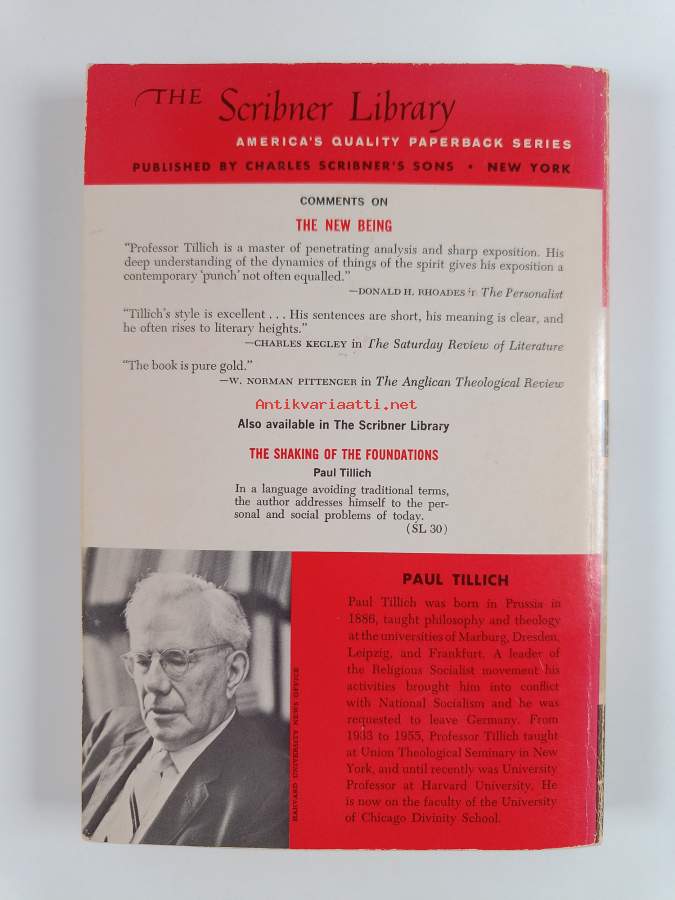 THE Scribner Library
AMERICA'S QUALITY PAPERBACK SERIES
PUBLISHED BY CHARLES SCRIBNER'S SONS • NEW YORK
COMMENTS ON
THE NEW BEING
“Professor Tillich is a master of penetrating analysis and sharp exposition. His
deep understanding of the dynamics of things of the spirit gives his exposition a
contemporary ‘punch’ not often equalled.”
—DONALD H. RHOADES The Personalist
“Tillich's style is excellent . . . His sentences are short, his meaning is clear, and
he often rises to literary heights.”
—CHARLES KEGLEY in The Saturday Review of Literature
“The book is pure gold.”
—W. NORMAN PITTENGER in The Anglican Theological Review
Antikvariaatti.net
Also available in The Scribner Library
THE SHAKING OF THE FOUNDATIONS
Paul Tillich
In a language avoiding traditional terms,
the author addresses himself to the per-
sonal and social problems of today.
(SL 30)
HARVARD UNIVERSITY NEWS OFFICE
PAUL TILLICH
Paul Tillich was born in Prussia in
1886, taught philosophy and theology
at the universities of Marburg, Dresden,
Leipzig, and Frankfurt. A leader of
the Religious Socialist movement his
activities brought him into conflict
with National Socialism and he was
requested to leave Germany. From
1933 to 1955, Professor Tillich taught
at Union Theological Seminary in New
York, and until recently was University
Professor at Harvard University. He
is now on the faculty of the University
of Chicago Divinity School.